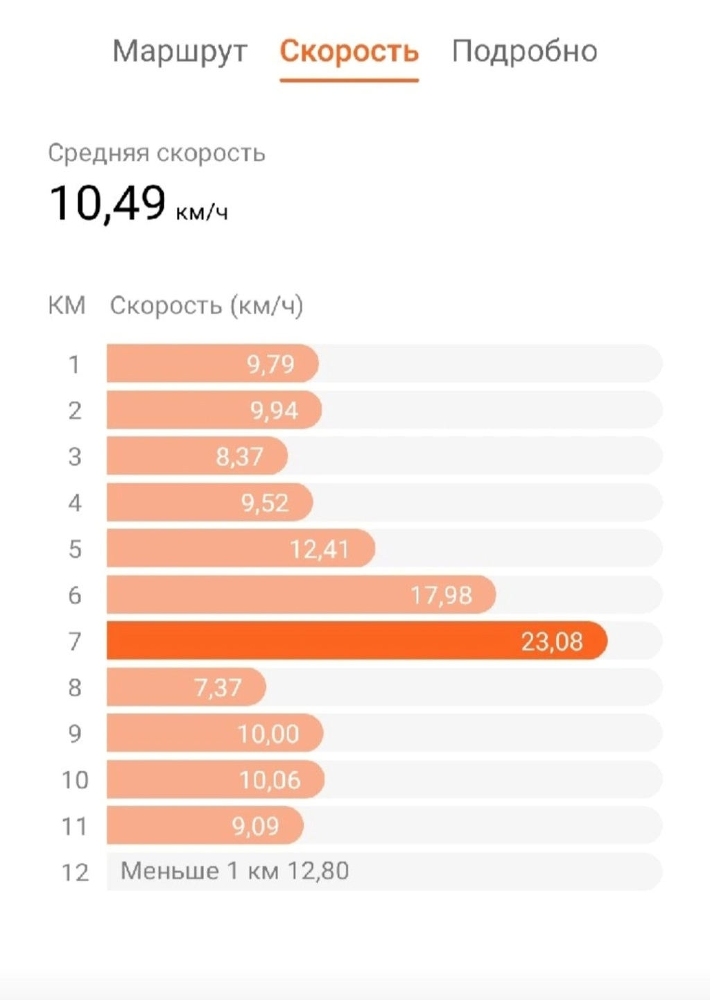 Маршрут Скорость Подробно
Средняя скорость
10,49 км/ч
КМ Скорость (км/ч)
1 9,79
2 9,94
3 8,37
4 9,52
5 12,41
6 17,98
7 23,08
8 7,37
9 10,00
10 10,06
11 9,09
12 Меньше 1 км 12,80